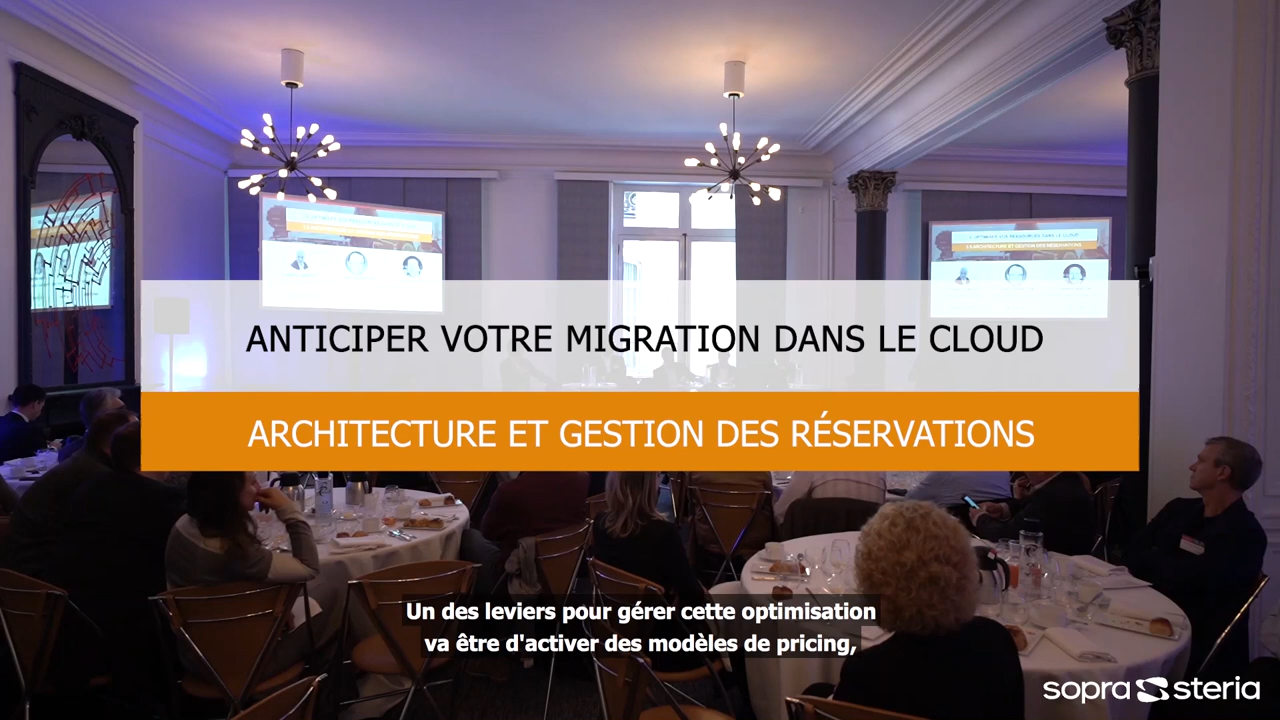 ANTICIPER VOTRE MIGRATION DANS LE CLOUD
ARCHITECTURE ET GESTION DES RÉSERVATIONS
Un des leviers pour gérer cette optimisation
va être d'activer des modèles de pricing,
sopra steria